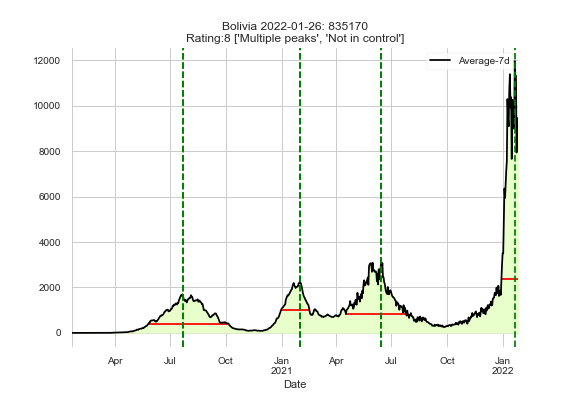 Bolivia 2022-01-26: 835170
Rating:8 ['Multiple peaks', 'Not in control']
Average-7d
12000
10000
8000
6000
4000
2000
0
Apr Jul Oct Jan Apr Jul Oct Jan
2021 2022
Date